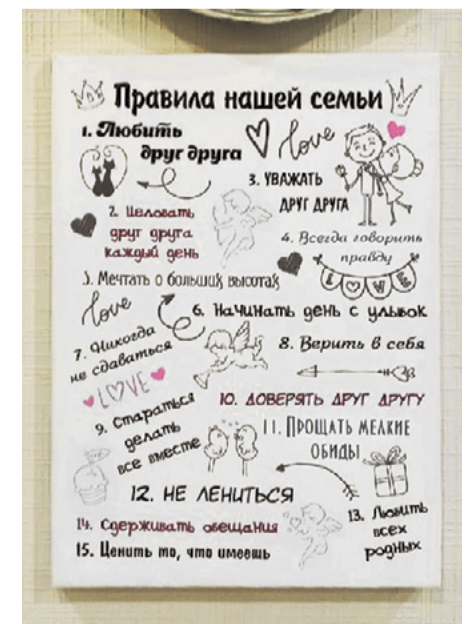 Правила нашей семьи
1. Любить
друг друга
love
3. УВАЖАТЬ
ДРУГ ДРУГА
2. Целовать
друг друга
каждый день
4. Всегда говорить
правду
LOVE
5. Мечтать о больших высотах
love
6. Начинать день с улыбок
7. Никогда
не сдаваться
8. Верить в себя
LOVE
10. ДОВЕРЯТЬ ДРУГ ДРУГУ
9. Стараться
делать
все вместе
11. ПРОЩАТЬ МЕЛКИЕ
ОБИДЫ
12. НЕ ЛЕНИТЬСЯ
13. Любить
всех
родных
14. Сдерживать обещания
15. Ценить то, что имеешь